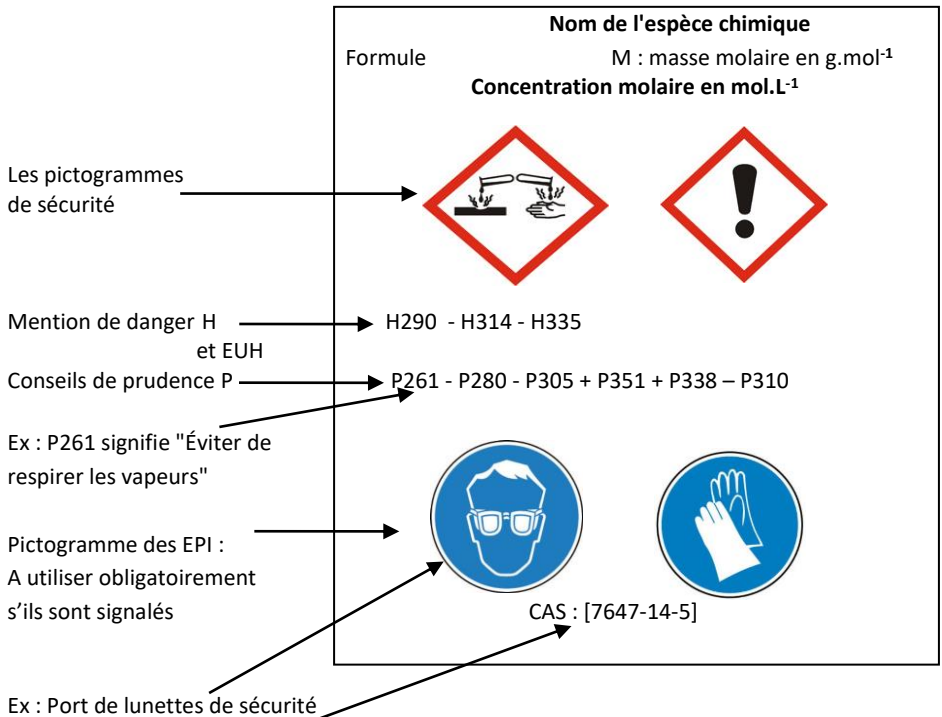 Nom de l'espèce chimique
Formule M : masse molaire en g.mol-1
Concentration molaire en mol.L-1
Les pictogrammes
de sécurité
Mention de danger H
et EUH
H290 - H314 - H335
Conseils de prudence P
P261 - P280 - P305 + P351 + P338 – P310
Ex : P261 signifie "Éviter de
respirer les vapeurs"
Pictogramme des EPI :
A utiliser obligatoirement
s’ils sont signalés
CAS : [7647-14-5]
Ex : Port de lunettes de sécurité